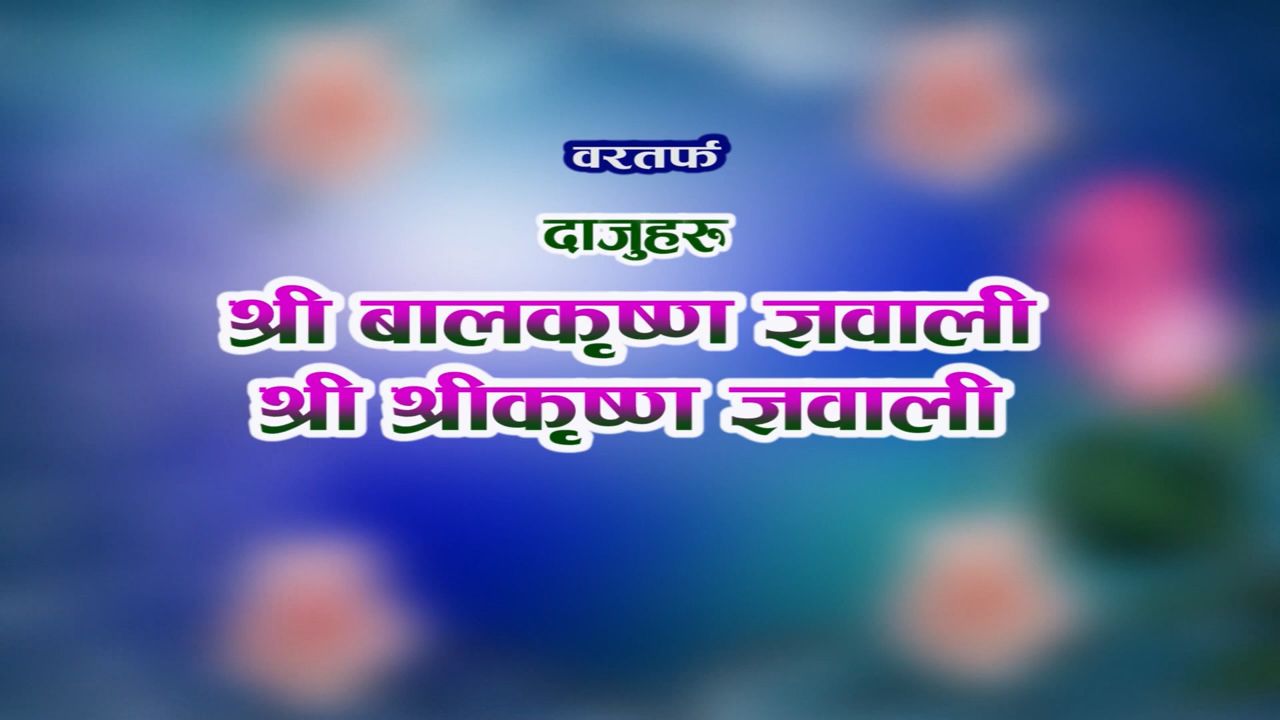 वरतर्फ
दाजुहरू
श्री बालकृष्ण ज्ञवाली
श्री श्रीकृष्ण ज्ञवाली